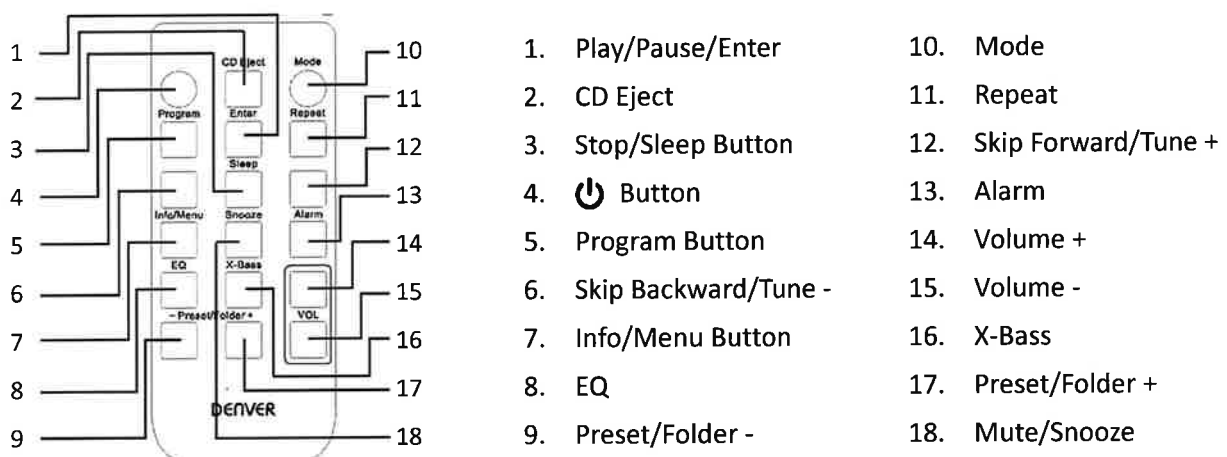 1
2
3
4
5
6
7
8
9
CD Eject
Mode
Program
Enter
Repeat
Sleep
Info/Menu
Snooze
Alarm
EQ
X-Bass
– Preset/Folder +
VOL
DENVER
10
11
12
13
14
15
16
17
18
1. Play/Pause/Enter
2. CD Eject
3. Stop/Sleep Button
4. Button
5. Program Button
6. Skip Backward/Tune -
7. Info/Menu Button
8. EQ
9. Preset/Folder -
10. Mode
11. Repeat
12. Skip Forward/Tune +
13. Alarm
14. Volume +
15. Volume -
16. X-Bass
17. Preset/Folder +
18. Mute/Snooze